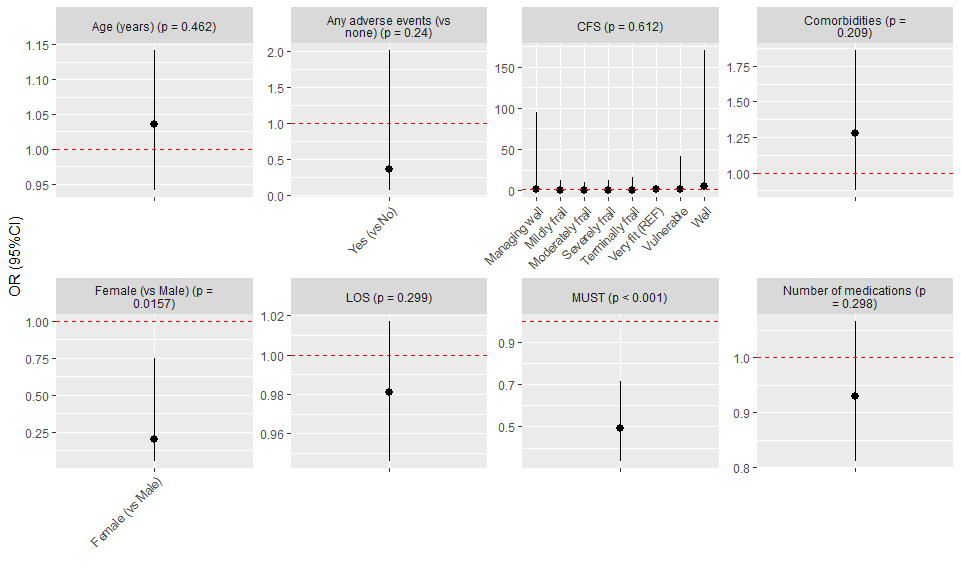 OR (95%CI)
Age (years) (p = 0.462)
1.15
1.10
1.05
1.00
0.95
Any adverse events (vs
none) (p = 0.24)
2.0
1.5
1.0
0.5
0.0
Yes (vs No)
CFS (p = 0.612)
150
100
50
0
Managing well
Mildly frail
Moderately frail
Severely frail
Terminally frail
Very fit (REF)
Vulnerable
Well
Comorbidities (p =
0.209)
1.75
1.50
1.25
1.00
Female (vs Male) (p =
0.0157)
1.00
0.75
0.50
0.25
Female (vs Male)
LOS (p = 0.299)
1.02
1.00
0.98
0.96
MUST (p < 0.001)
0.9
0.7
0.5
Number of medications (p
= 0.298)
1.0
0.9
0.8